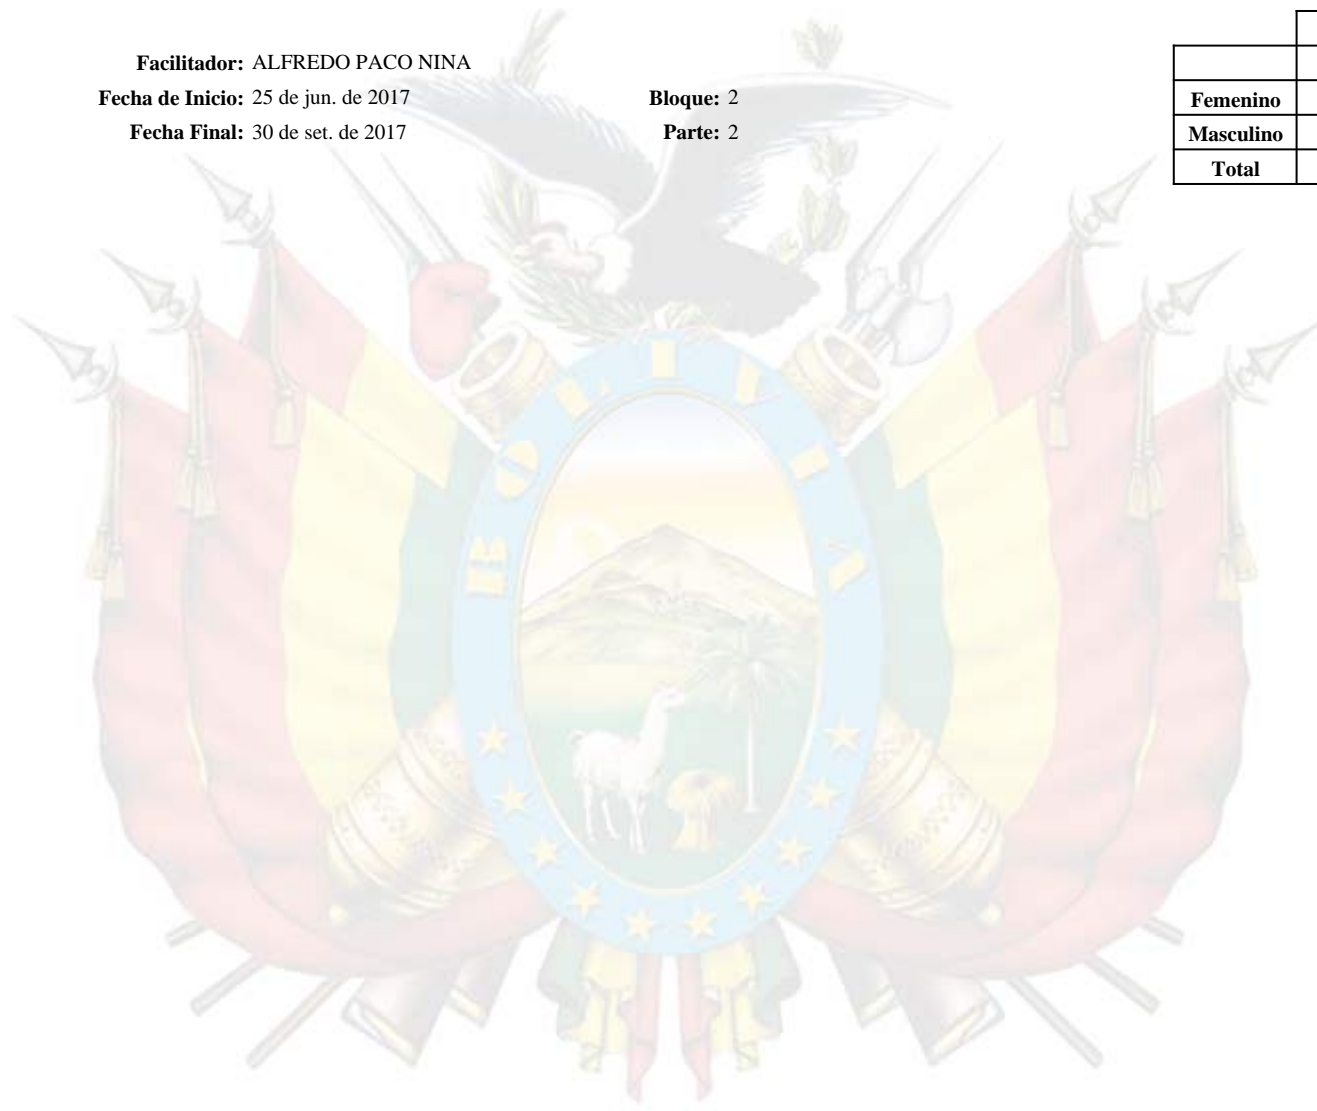 Facilitador: ALFREDO PACO NINA
Fecha de Inicio: 25 de jun. de 2017 Bloque: 2
Fecha Final: 30 de set. de 2017 Parte: 2
Femenino
Masculino
Total
BOLIVIA